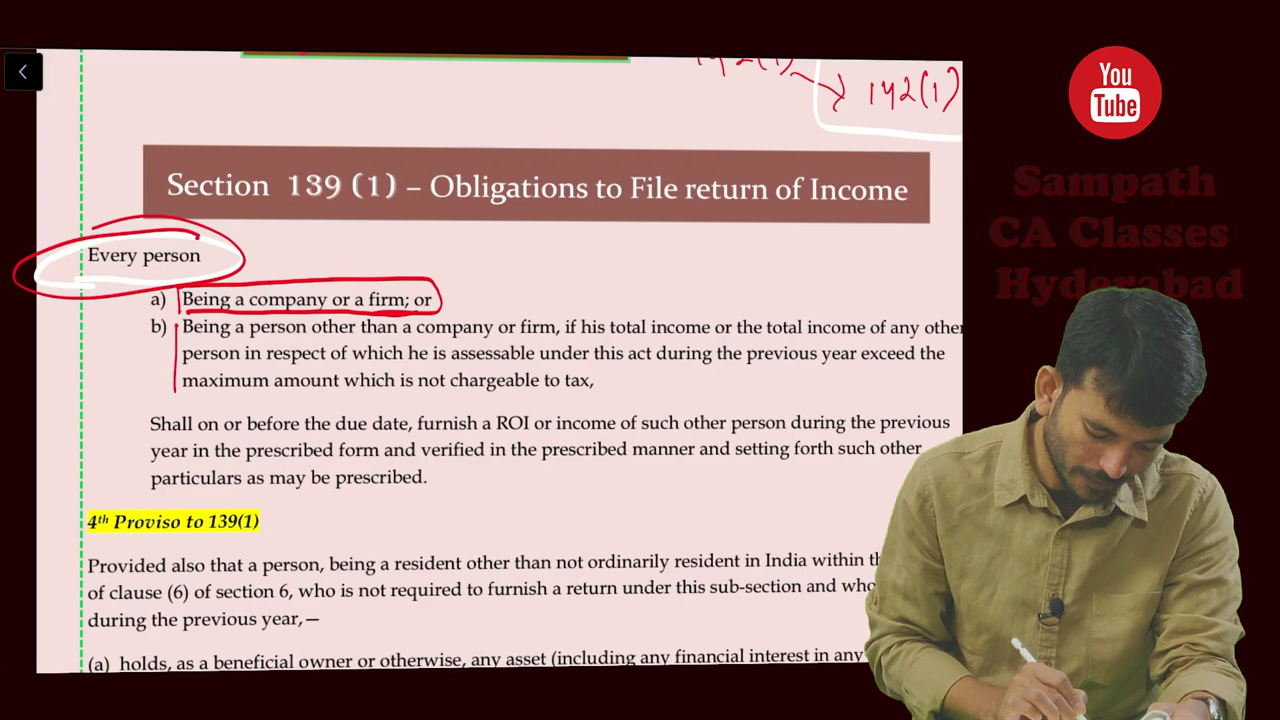 142(1)
You
Tube
Section 139 (1) – Obligations to File return of Income
Sampath
CA Classes
Hyderabad
Every person
a) Being a company or a firm; or
b) Being a person other than a company or firm, if his total income or the total income of any other
person in respect of which he is assessable under this act during the previous year exceed the
maximum amount which is not chargeable to tax,
Shall on or before the due date, furnish a ROI or income of such other person during the previous
year in the prescribed form and verified in the prescribed manner and setting forth such other
particulars as may be prescribed.
4th Proviso to 139(1)
Provided also that a person, being a resident other than not ordinarily resident in India within
of clause (6) of section 6, who is not required to furnish a return under this sub-section and who
during the previous year,—
(a) holds, as a beneficial owner or otherwise, any asset (including any financial interest in any